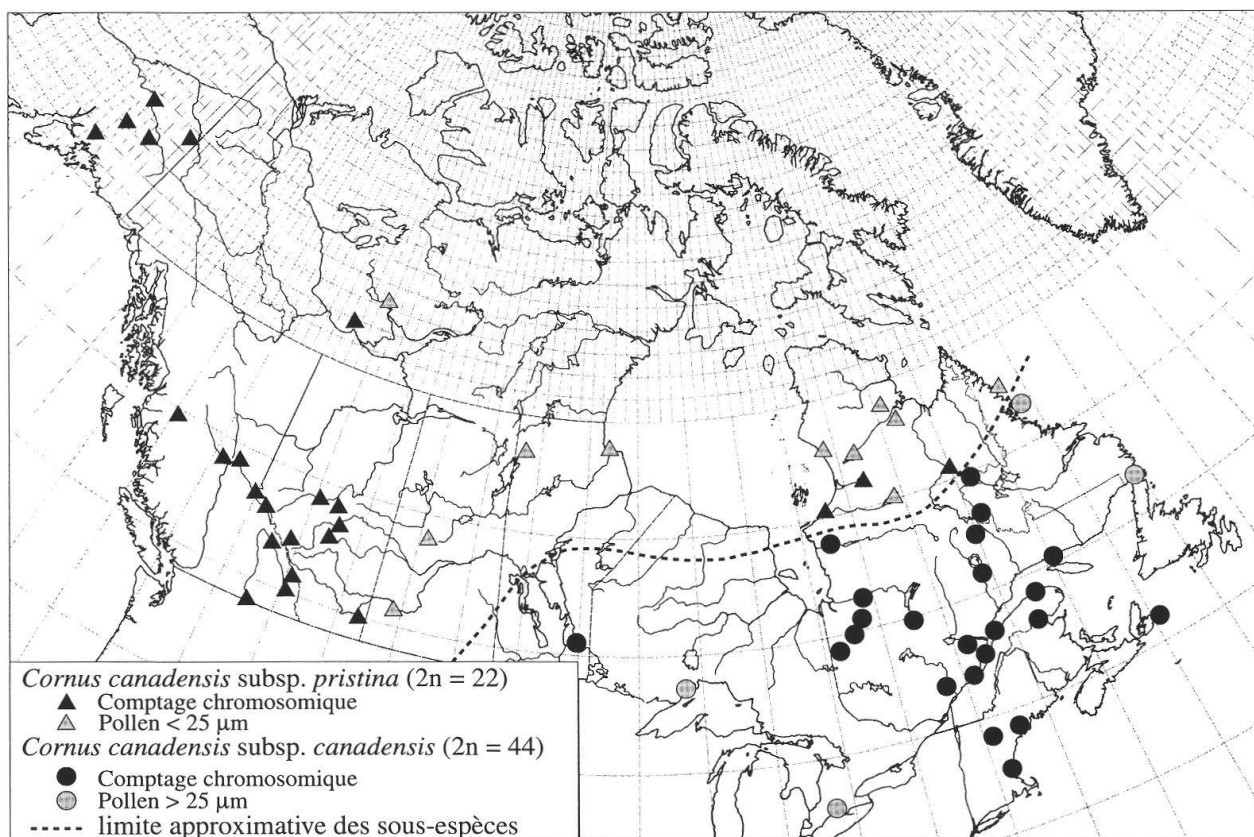 Cornus canadensis subsp. pristina (2n = 22)
Comptage chromosomique
Pollen < 25 µm
Cornus canadensis subsp. canadensis (2n = 44)
Comptage chromosomique
Pollen > 25 µm
limite approximative des sous-espèces